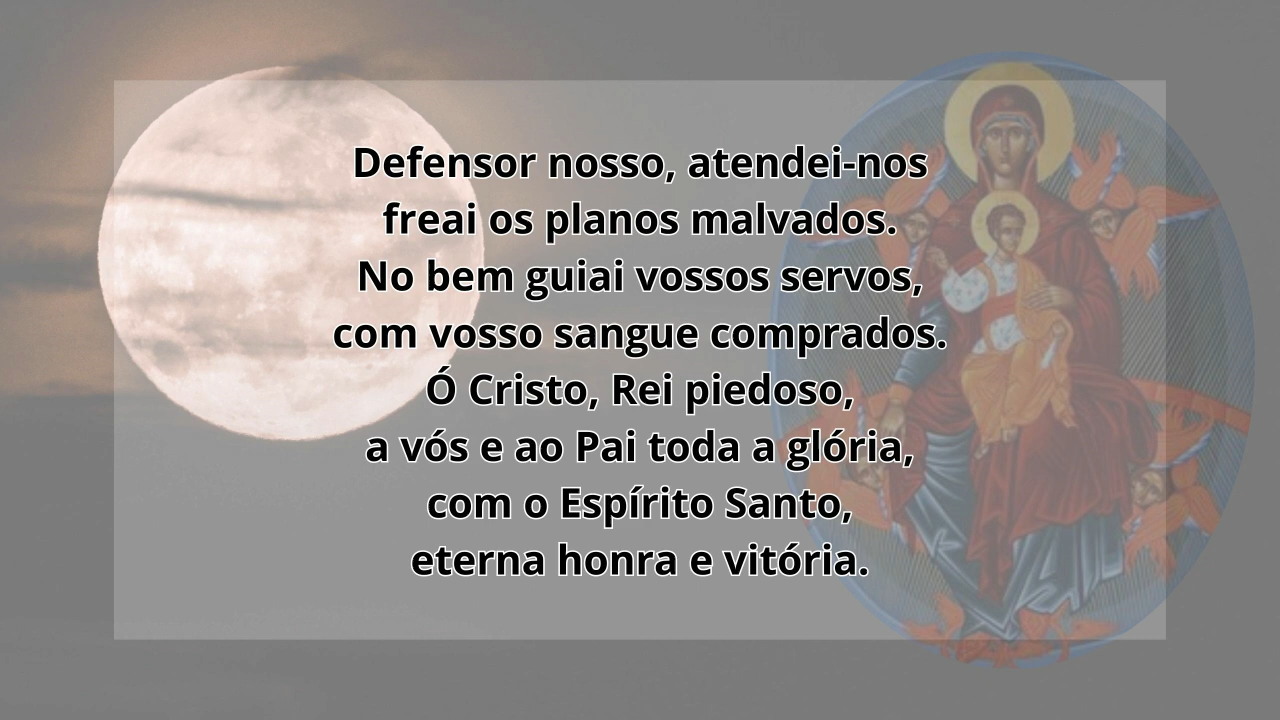 Defensor nosso, atendei-nos
freai os planos malvados.
No bem guiai vossos servos,
com vosso sangue comprados.
Ó Cristo, Rei piedoso,
a vós e ao Pai toda a glória,
com o Espírito Santo,
eterna honra e vitória.